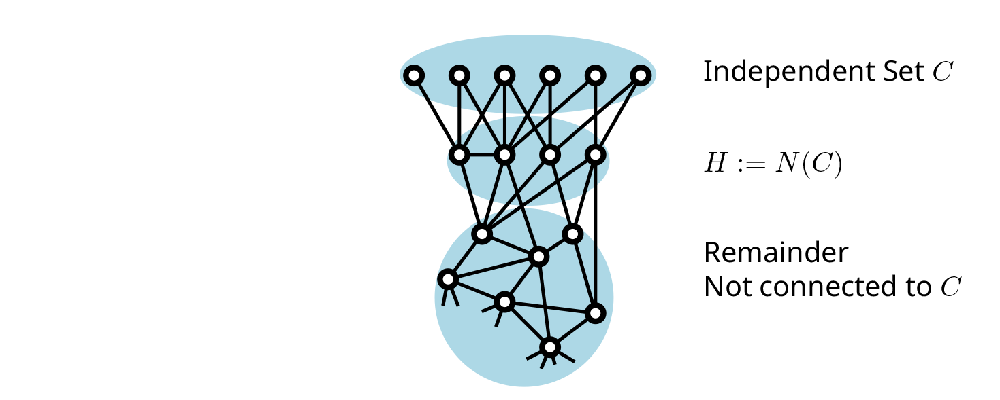 Independent Set C
H := N(C)
Remainder
Not connected to C